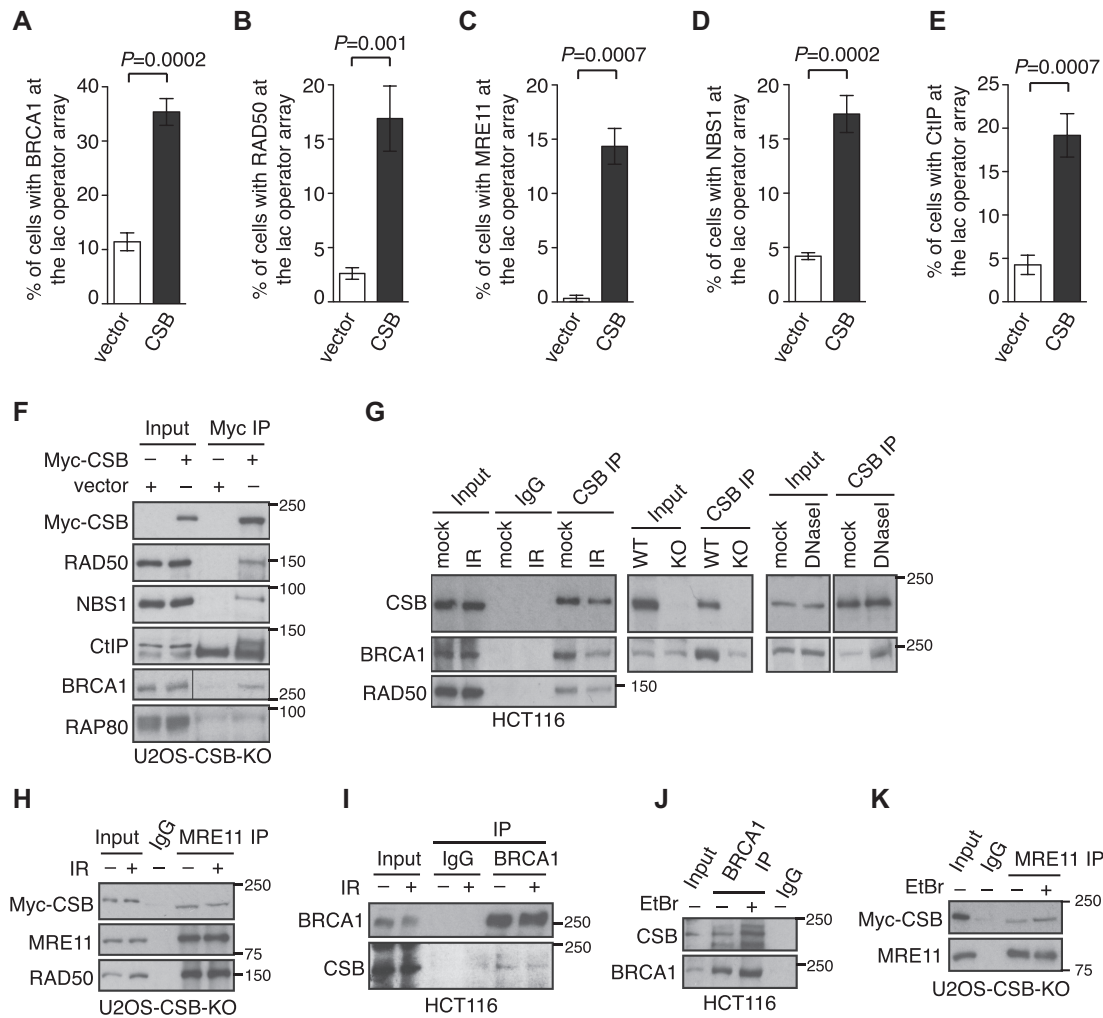 A
P=0.0002
% of cells with BRCA1 at
the lac operator array
40
30
20
10
0
vector
CSB
B
P=0.001
% of cells with RAD50 at
the lac operator array
20
15
10
5
0
vector
CSB
C
P=0.0007
% of cells with MRE11 at
the lac operator array
20
15
10
5
0
vector
CSB
D
P=0.0002
% of cells with NBS1 at
the lac operator array
20
15
10
5
0
vector
CSB
E
P=0.0007
% of cells with CtIP at
the lac operator array
25
20
15
10
5
0
vector
CSB
F
Input Myc IP
Myc-CSB – + – +
vector + – + –
Myc-CSB 250
RAD50 150
NBS1 100
CtIP 150
BRCA1 250
RAP80 100
U2OS-CSB-KO
G
Input IgG CSB IP Input CSB IP Input CSB IP
mock IR mock IR mock IR WT KO WT KO mock DNaseI mock DNaseI
CSB 250
BRCA1 250
RAD50 150
HCT116
H
Input IgG MRE11 IP
IR – + – – +
Myc-CSB 250
MRE11 75
RAD50 150
U2OS-CSB-KO
I
IP
Input IgG BRCA1
IR – + – + – +
BRCA1 250
CSB 250
HCT116
J
Input BRCA1 IP IgG
EtBr – – + –
CSB 250
BRCA1 250
HCT116
K
Input IgG MRE11 IP
EtBr – – – +
Myc-CSB 250
MRE11 75
U2OS-CSB-KO